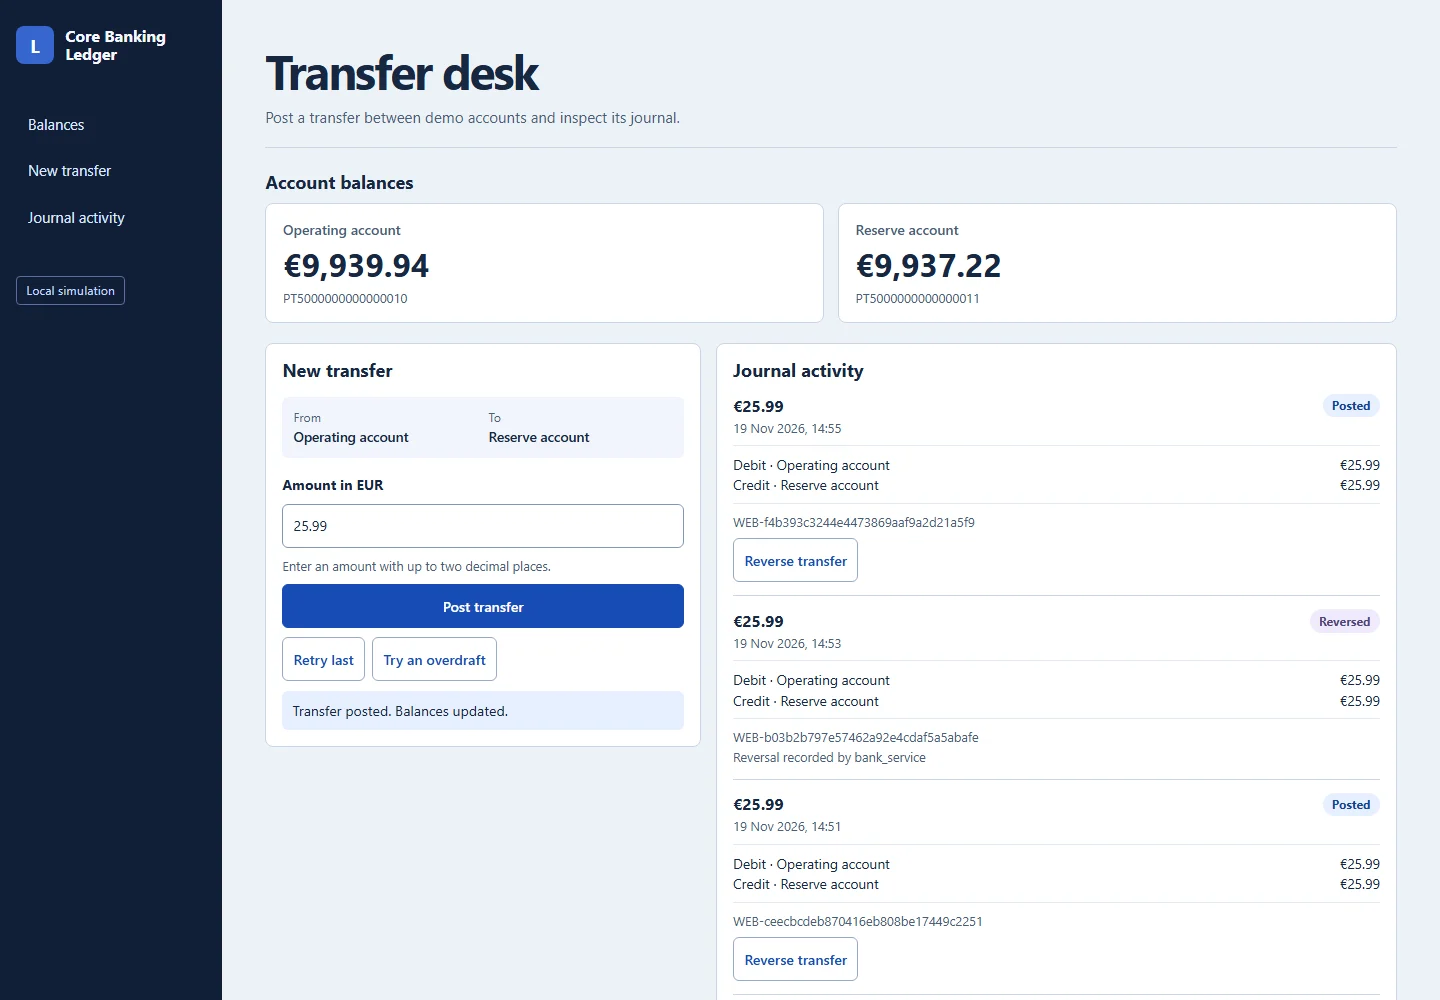 L
Core Banking
Ledger
Balances
New transfer
Journal activity
Local simulation
Transfer desk
Post a transfer between demo accounts and inspect its journal.
Account balances
Operating account
€9,939.94
PT5000000000000010
Reserve account
€9,937.22
PT5000000000000011
New transfer
From
Operating account
To
Reserve account
Amount in EUR
25.99
Enter an amount with up to two decimal places.
Post transfer
Retry last
Try an overdraft
Transfer posted. Balances updated.
Journal activity
€25.99 Posted
19 Nov 2026, 14:55
Debit · Operating account €25.99
Credit · Reserve account €25.99
WEB-f4b393c3244e4473869aaf9a2d21a5f9
Reverse transfer
€25.99 Reversed
19 Nov 2026, 14:53
Debit · Operating account €25.99
Credit · Reserve account €25.99
WEB-b03b2b797e57462a92e4cdaf5a5abafe
Reversal recorded by bank_service
€25.99 Posted
19 Nov 2026, 14:51
Debit · Operating account €25.99
Credit · Reserve account €25.99
WEB-ceecbcdeb870416eb808be17449c2251
Reverse transfer